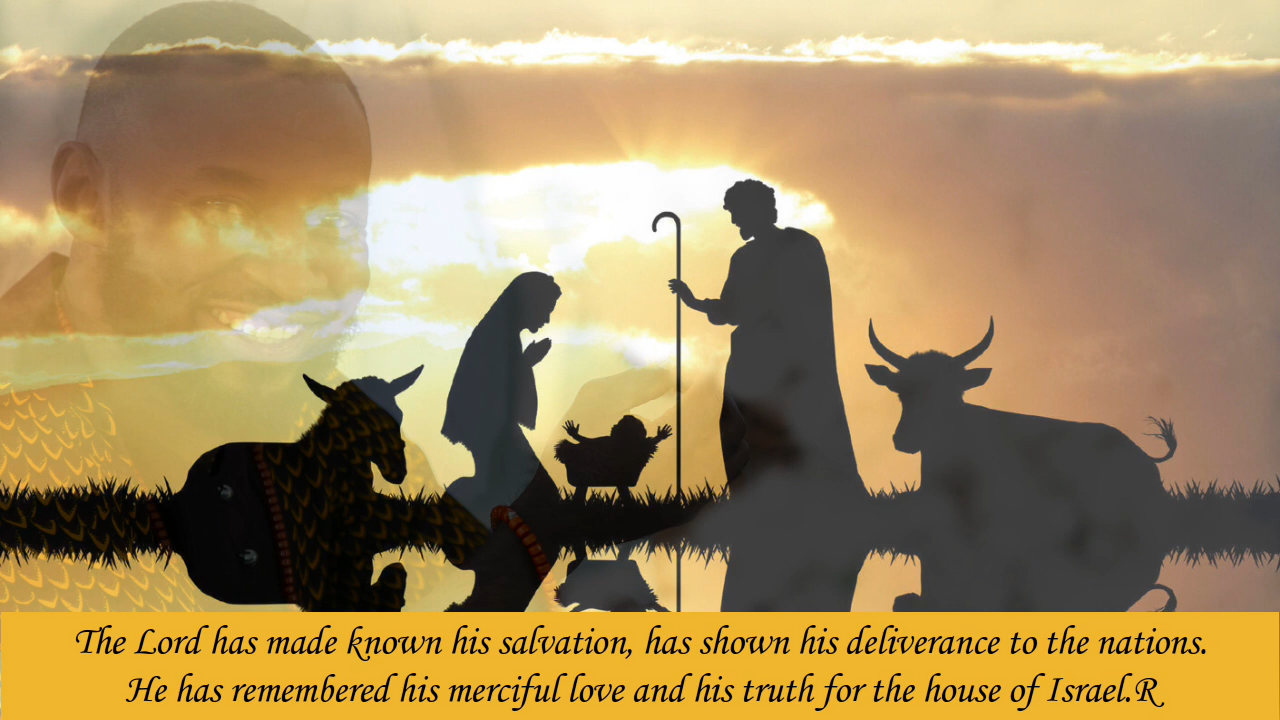 The Lord has made known his salvation, has shown his deliverance to the nations.
He has remembered his merciful love and his truth for the house of Israel.R